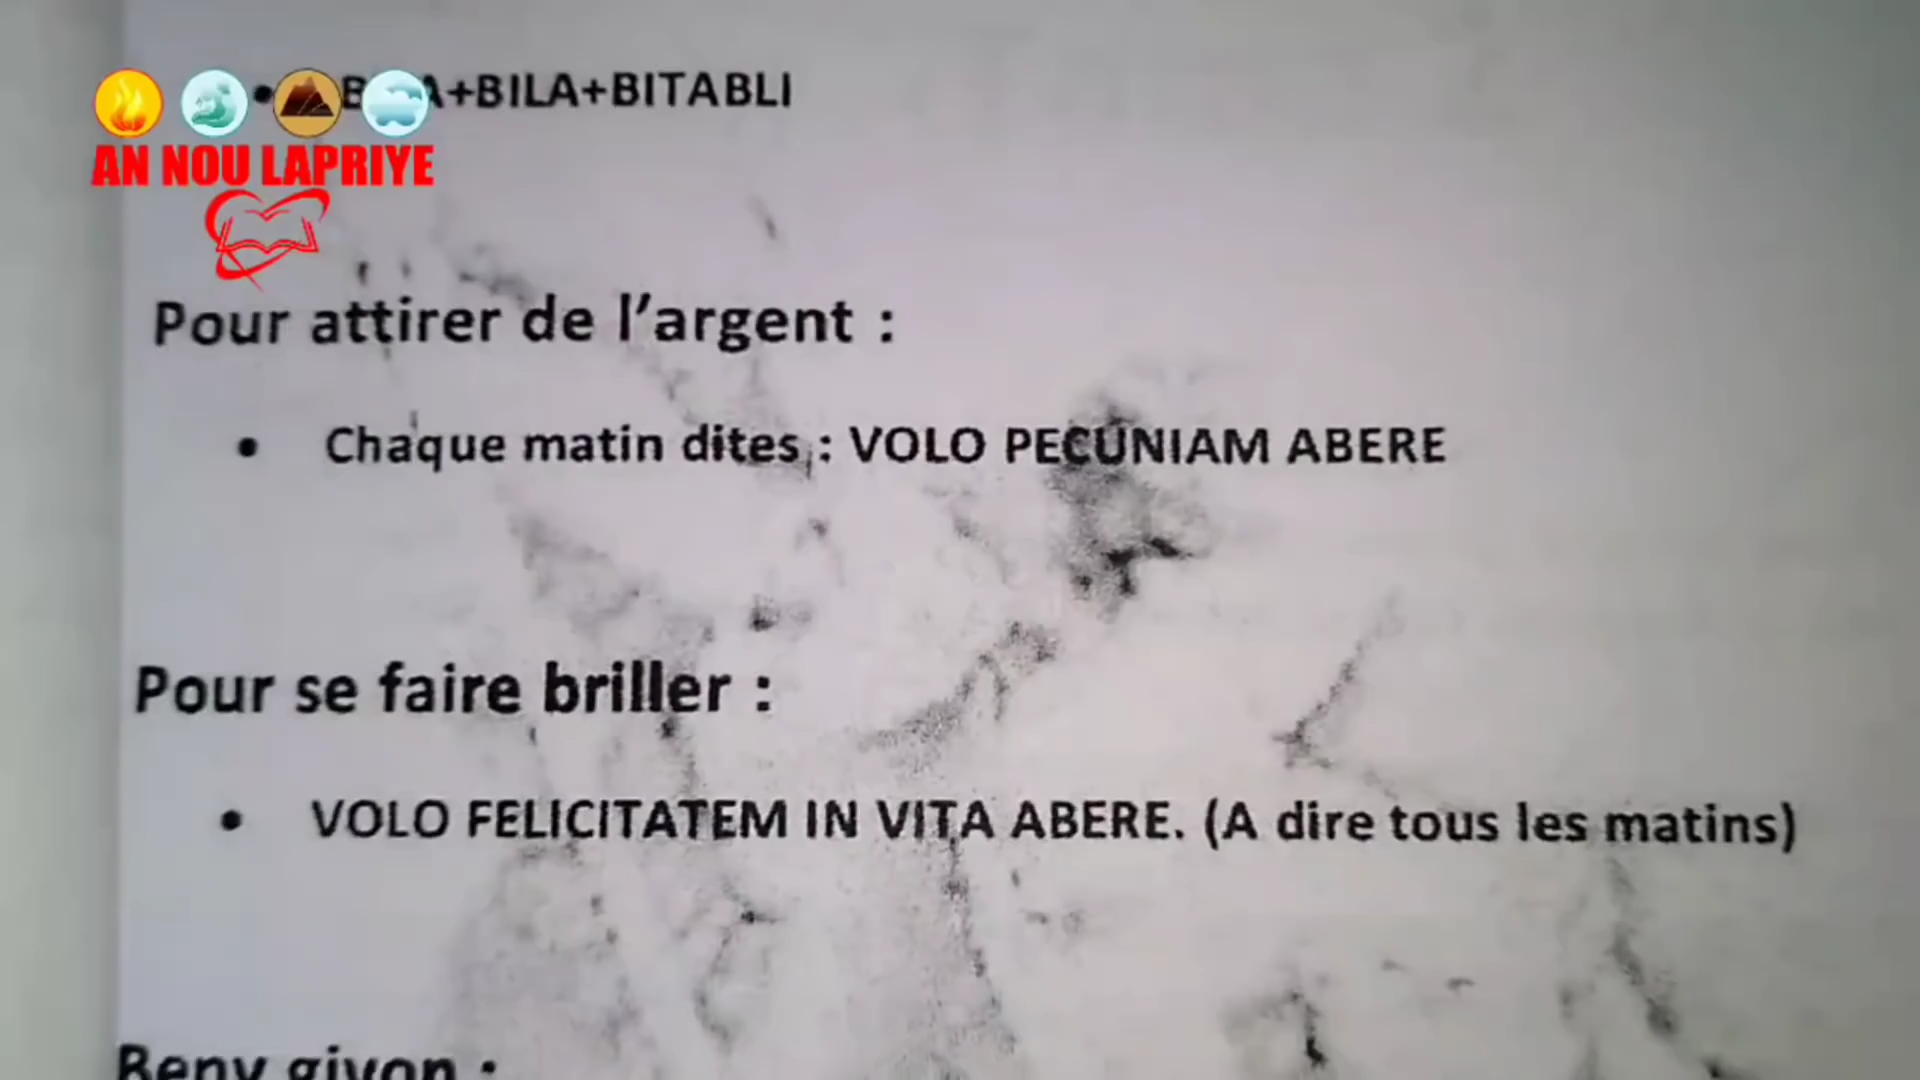 +BILA+BITABLI
AN NOU LAPRIYE
Pour attirer de l'argent :
• Chaque matin dites : VOLO PECUNIAM ABERE
Pour se faire briller :
• VOLO FELICITATEM IN VITA ABERE. (A dire tous les matins)